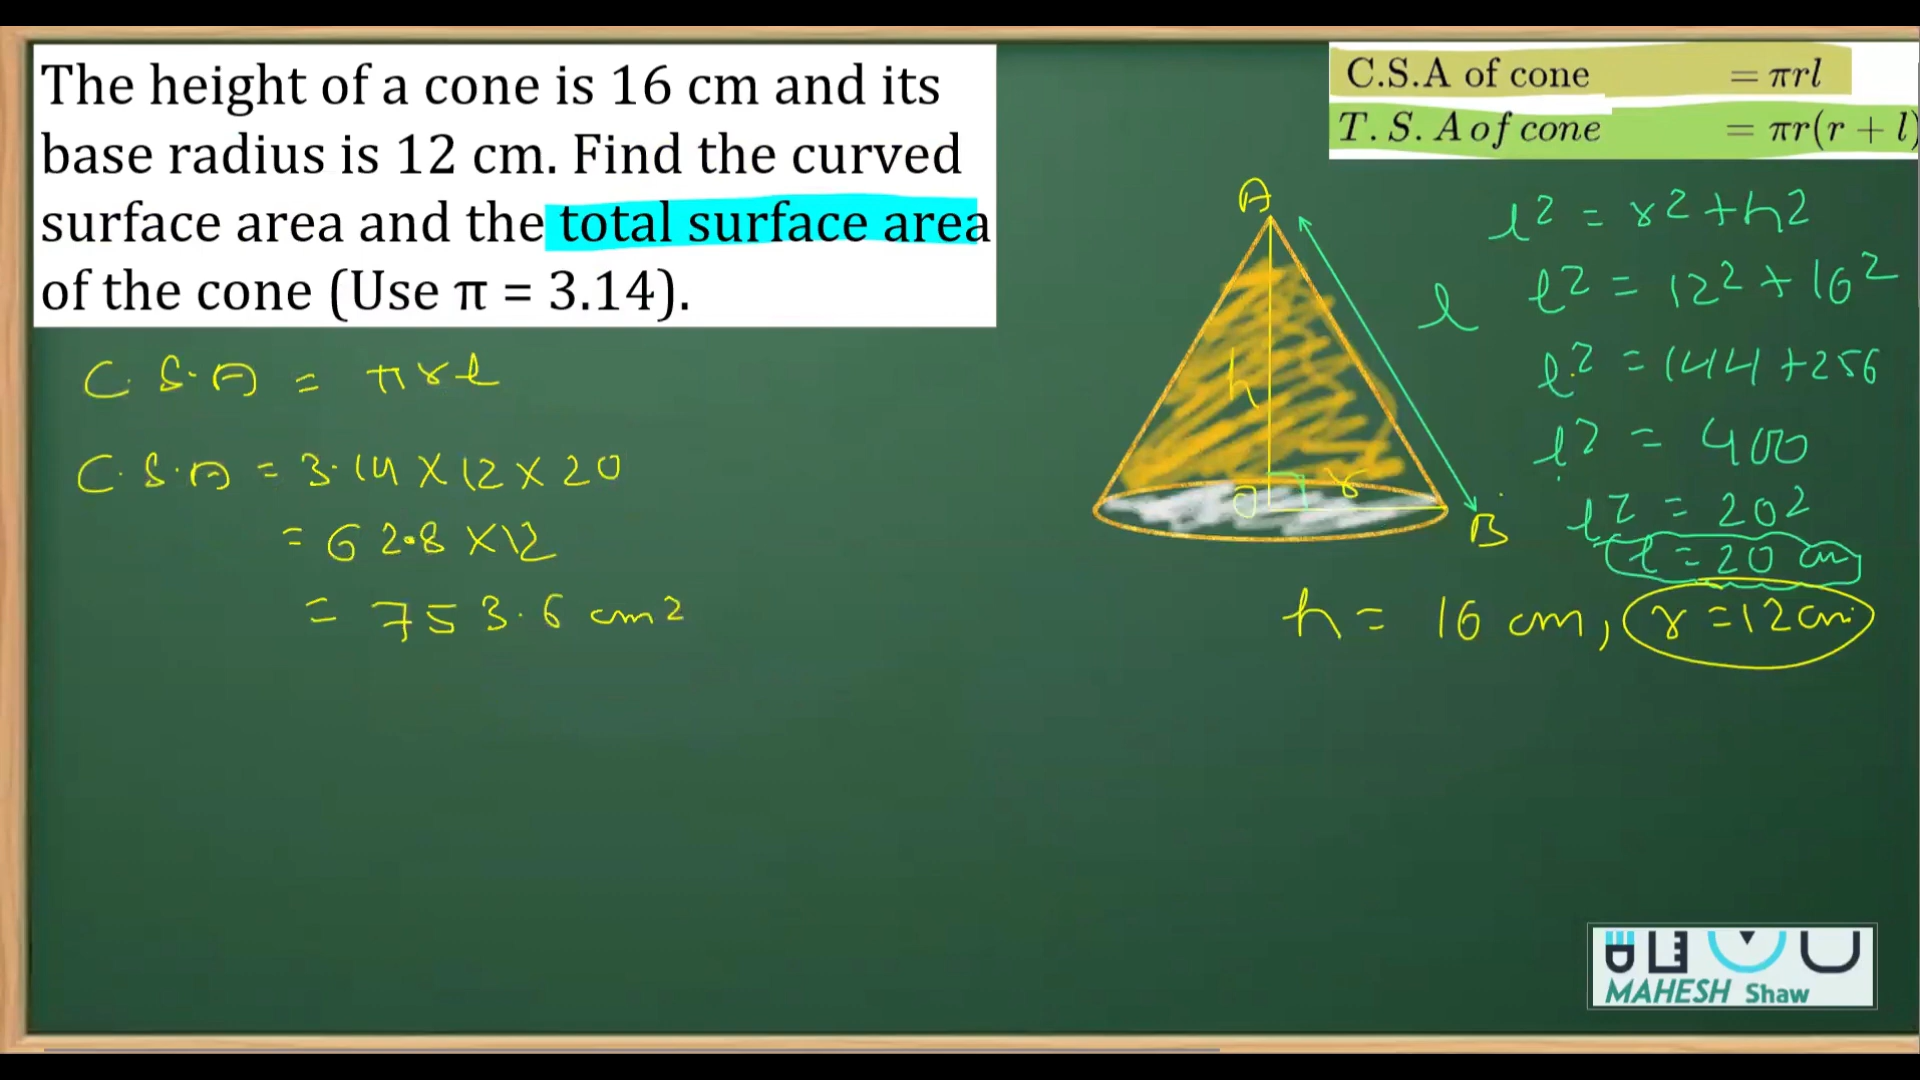 The height of a cone is 16 cm and its
base radius is 12 cm. Find the curved
surface area and the total surface area
of the cone (Use π = 3.14).
C.S.A of cone = πrl
T. S. A of cone = πr(r + l)
C. S. A = πrl
C. S. A = 3.14 × 12 × 20
= 62.8 × 12
= 753.6 cm2
A
h
r
O
B
l
l2 = r2 + h2
l2 = 122 + 162
l2 = 144 + 256
l2 = 400
l2 = 202
l = 20 cm
h = 16 cm, r = 12 cm
MAHESH Shaw